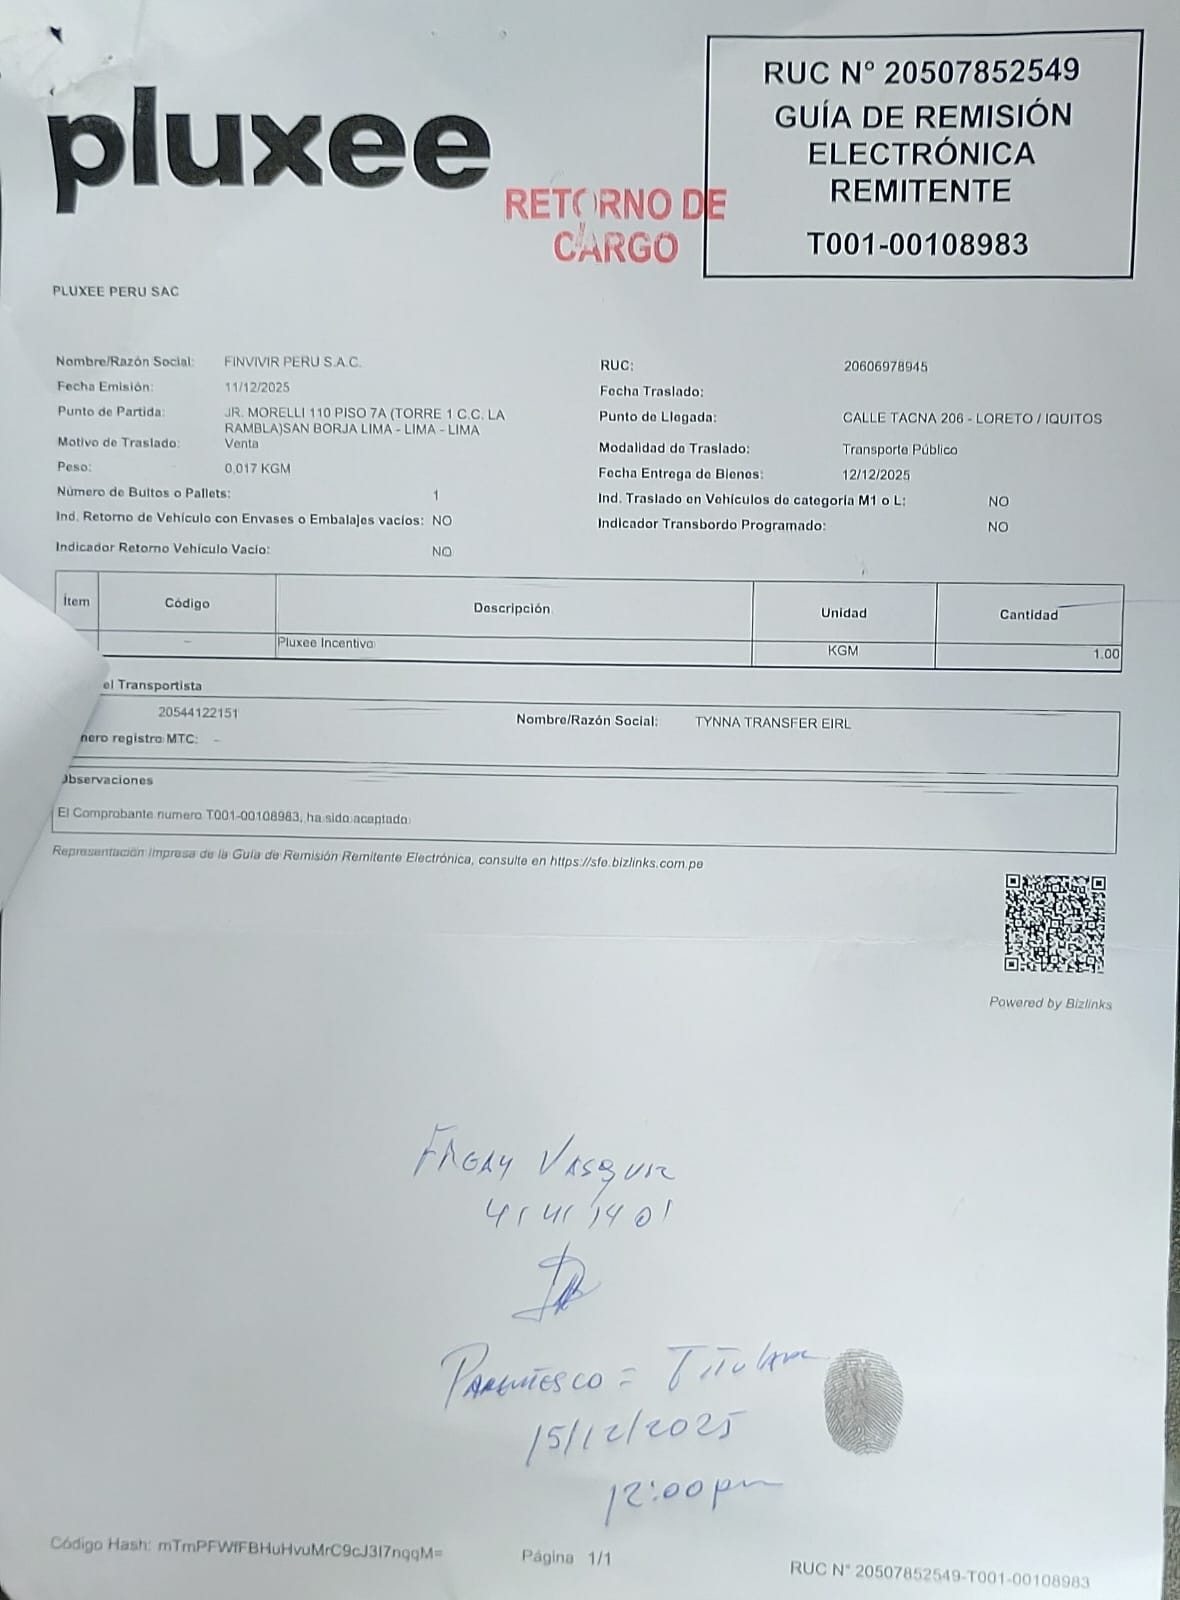 pluxee
RETORNO DE
CARGO
RUC N° 20507852549
GUÍA DE REMISIÓN
ELECTRÓNICA
REMITENTE
T001-00108983
PLUXEE PERU SAC
Nombre/Razón Social: FINVIVIR PERU S.A.C.
Fecha Emisión: 11/12/2025
Punto de Partida: JR. MORELLI 110 PISO 7A (TORRE 1 C.C. LA
RAMBLA)SAN BORJA LIMA - LIMA - LIMA
Motivo de Traslado: Venta
Peso: 0,017 KGM
Número de Bultos o Pallets: 1
Ind. Retorno de Vehículo con Envases o Embalajes vacíos: NO
Indicador Retorno Vehículo Vacío: NO
RUC: 20606978945
Fecha Traslado:
Punto de Llegada: CALLE TACNA 206 - LORETO / IQUITOS
Modalidad de Traslado: Transporte Público
Fecha Entrega de Bienes: 12/12/2025
Ind. Traslado en Vehículos de categoría M1 o L: NO
Indicador Transbordo Programado: NO
Ítem Código Descripción Unidad Cantidad
– Pluxee Incentivo KGM 1.00
el Transportista
20544122151 Nombre/Razón Social: TYNNA TRANSFER EIRL
nero registro MTC: –
Observaciones
El Comprobante numero T001-00108983, ha sido aceptado
Representación Impresa de la Guía de Remisión Remitente Electrónica, consulte en https://sfe.bizlinks.com.pe
Powered by Bizlinks
41411401
Parentesco = Titular
15/12/2025
12:00pm
Código Hash: mTmPFWfFBHuHvuMrC9cJ3I7nqqM=
Página 1/1
RUC N° 20507852549-T001-00108983